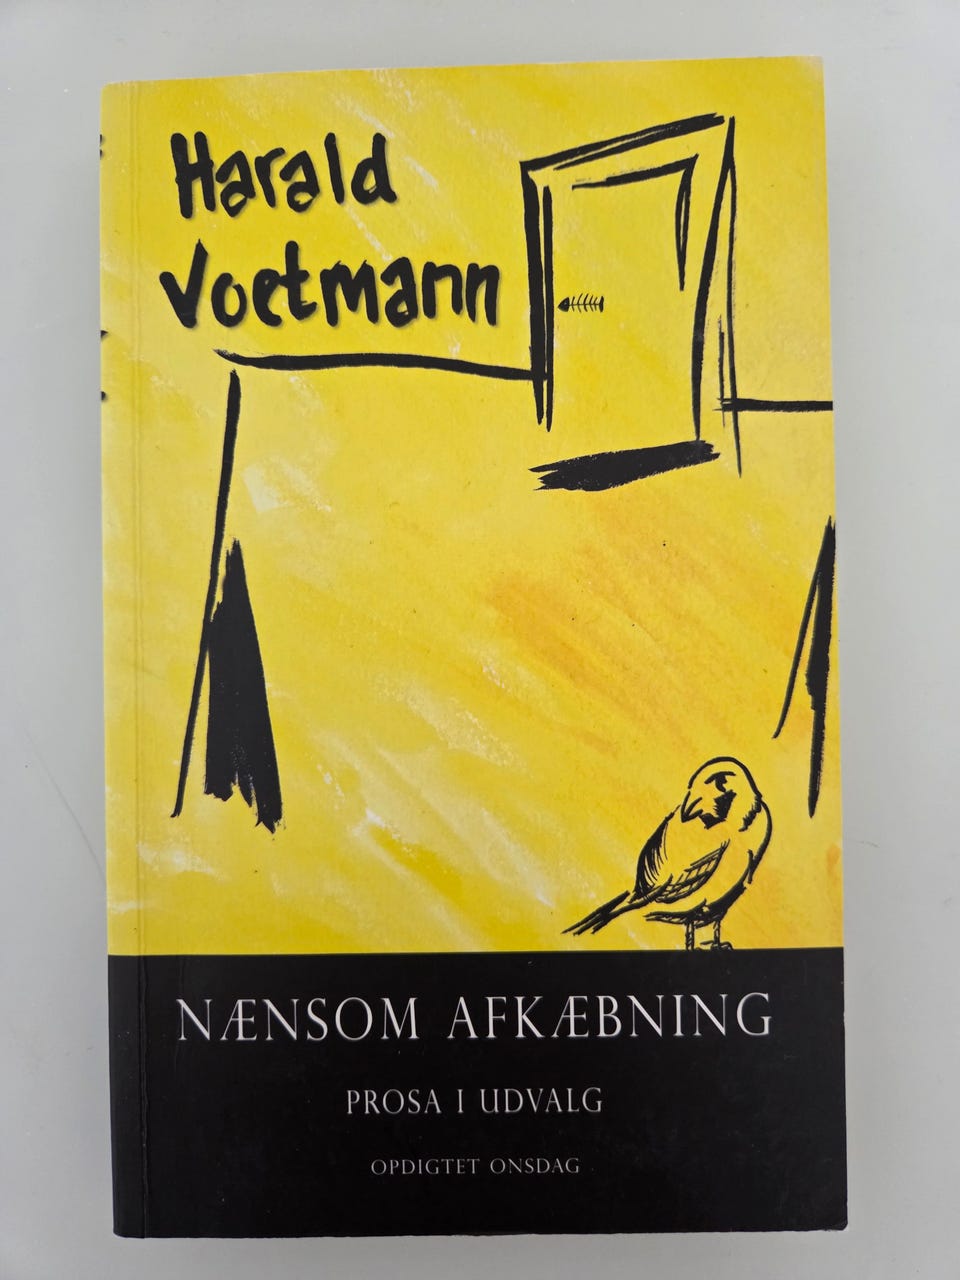 Harald
Voetmann
NÆNSOM AFKÆBNING
PROSA I UDVALG
OPDIGTET ONSDAG